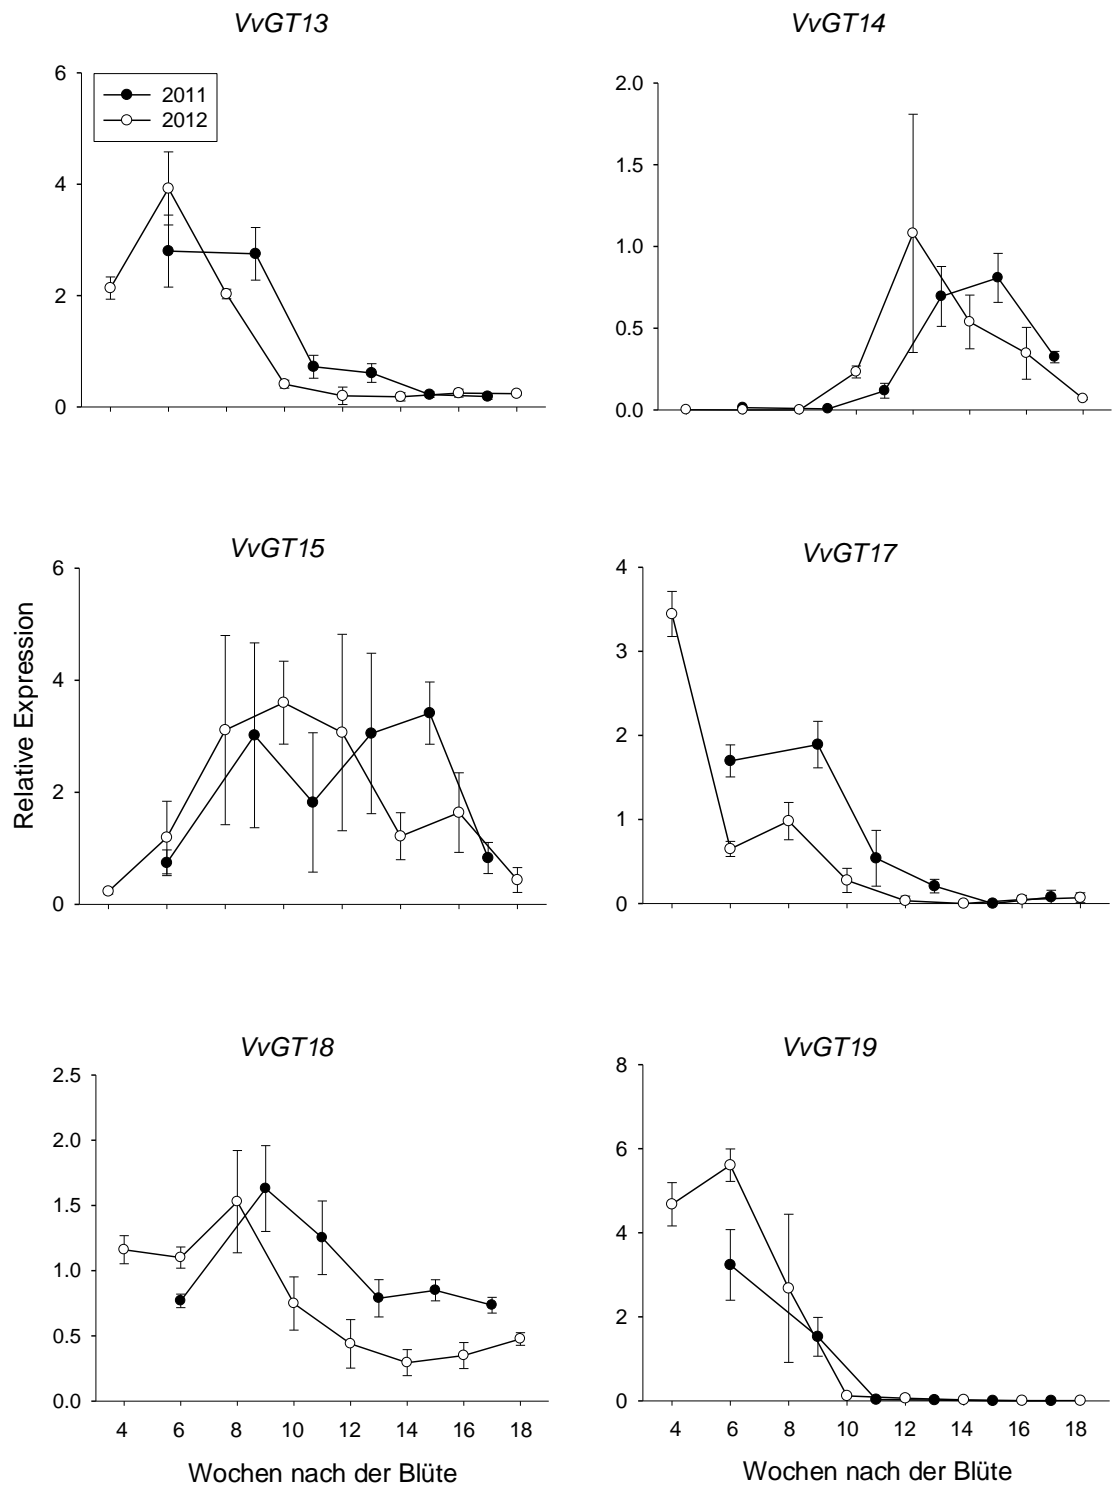 VvGT13
VvGT14
6
4
2
0
2011
2012
2.0
1.5
1.0
0.5
0.0
VvGT15
VvGT17
Relative Expression
6
4
2
0
4
3
2
1
0
VvGT18
VvGT19
2.5
2.0
1.5
1.0
0.5
0.0
4 6 8 10 12 14 16 18
Wochen nach der Blüte
8
6
4
2
0
4 6 8 10 12 14 16 18
Wochen nach der Blüte